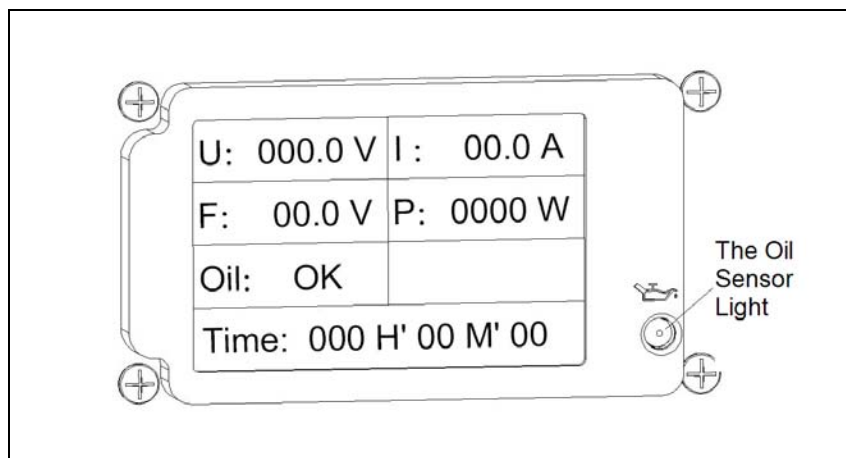 U: 000.0 V I : 00.0 A
F: 00.0 V P: 0000 W
Oil: OK
Time: 000 H' 00 M' 00
The Oil
Sensor
Light